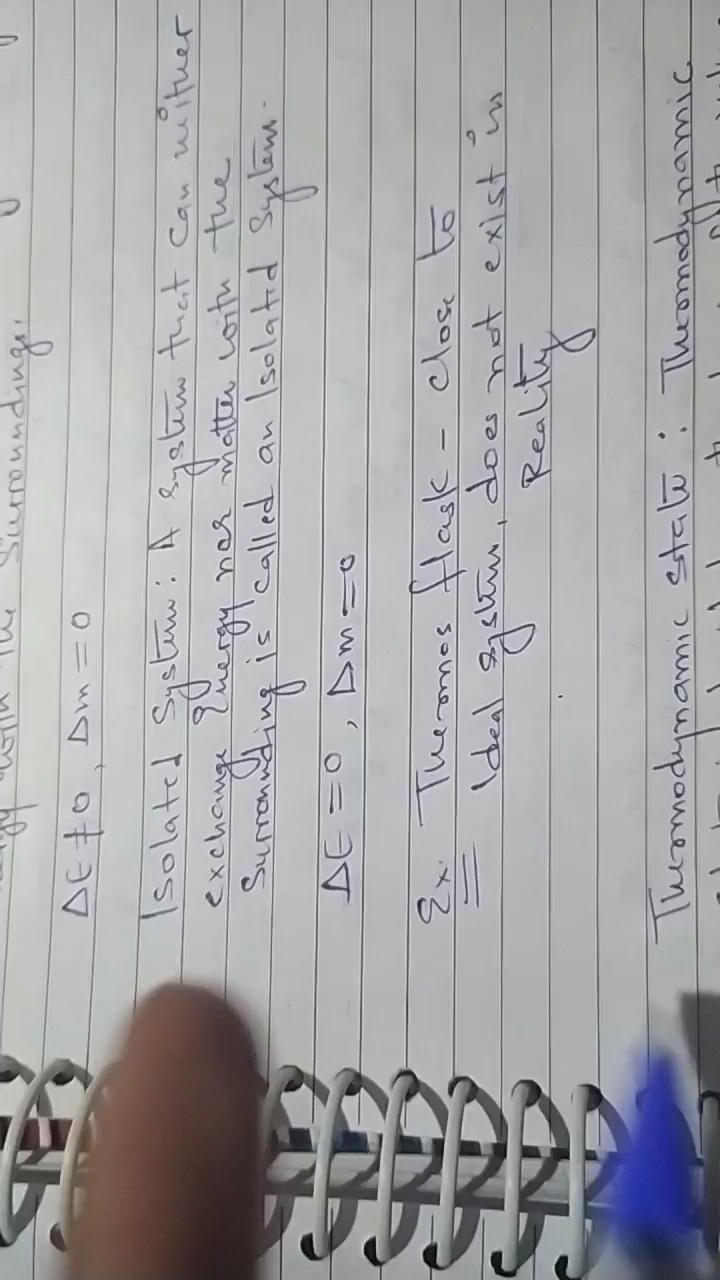 with the Surroundings.
ΔE ≠ 0, Δm = 0
Isolated System: A System that can neither
exchange Energy nor matter with the
Surrounding is called an Isolated System.
ΔE = 0, Δm = 0
Ex. Thermos flask - close to
Ideal system, does not exist in
Reality
Thermodynamic state: Thermodynamic